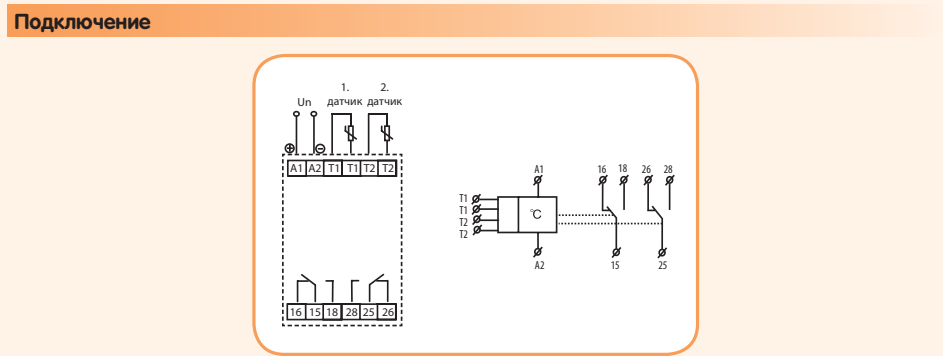 Подключение
1. 2.
Un датчик датчик
+ −
A1 A2 T1 T1 T2 T2
16 15 18 28 25 26
A1 16 18 26 28
T1
T1
T2
T2
°C
A2 15 25